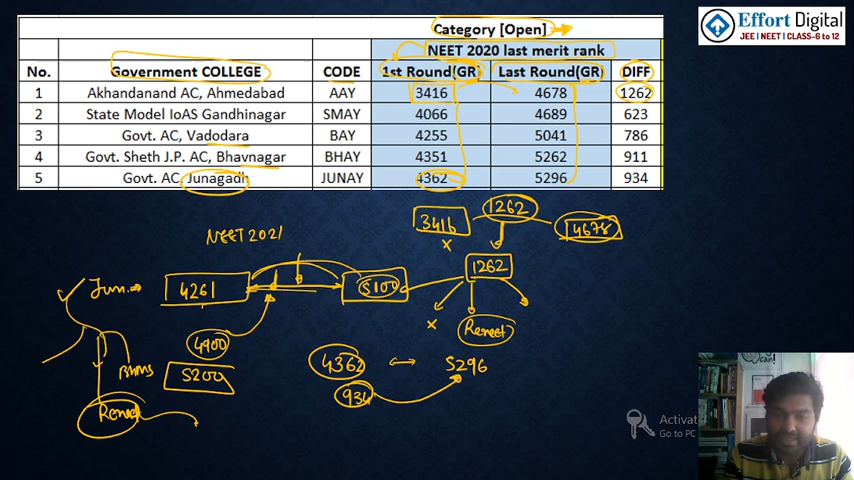 Effort Digital
JEE | NEET | CLASS-6 to 12
Category [Open]
NEET 2020 last merit rank
No. Government COLLEGE CODE 1st Round(GR) Last Round(GR) DIFF
1 Akhandanand AC, Ahmedabad AAY 3416 4678 1262
2 State Model IoAS Gandhinagar SMAY 4066 4689 623
3 Govt. AC, Vadodara BAY 4255 5041 786
4 Govt. Sheth J.P. AC, Bhavnagar BHAY 4351 5262 911
5 Govt. AC, Junagadh JUNAY 4362 5296 934
3416 1262 4678
x
NEET 2021
1262
Jun. 4261 5100
x Reneet
4900
5200 BHMS
4362 5296
934
Reneet
Activat
Go to PC